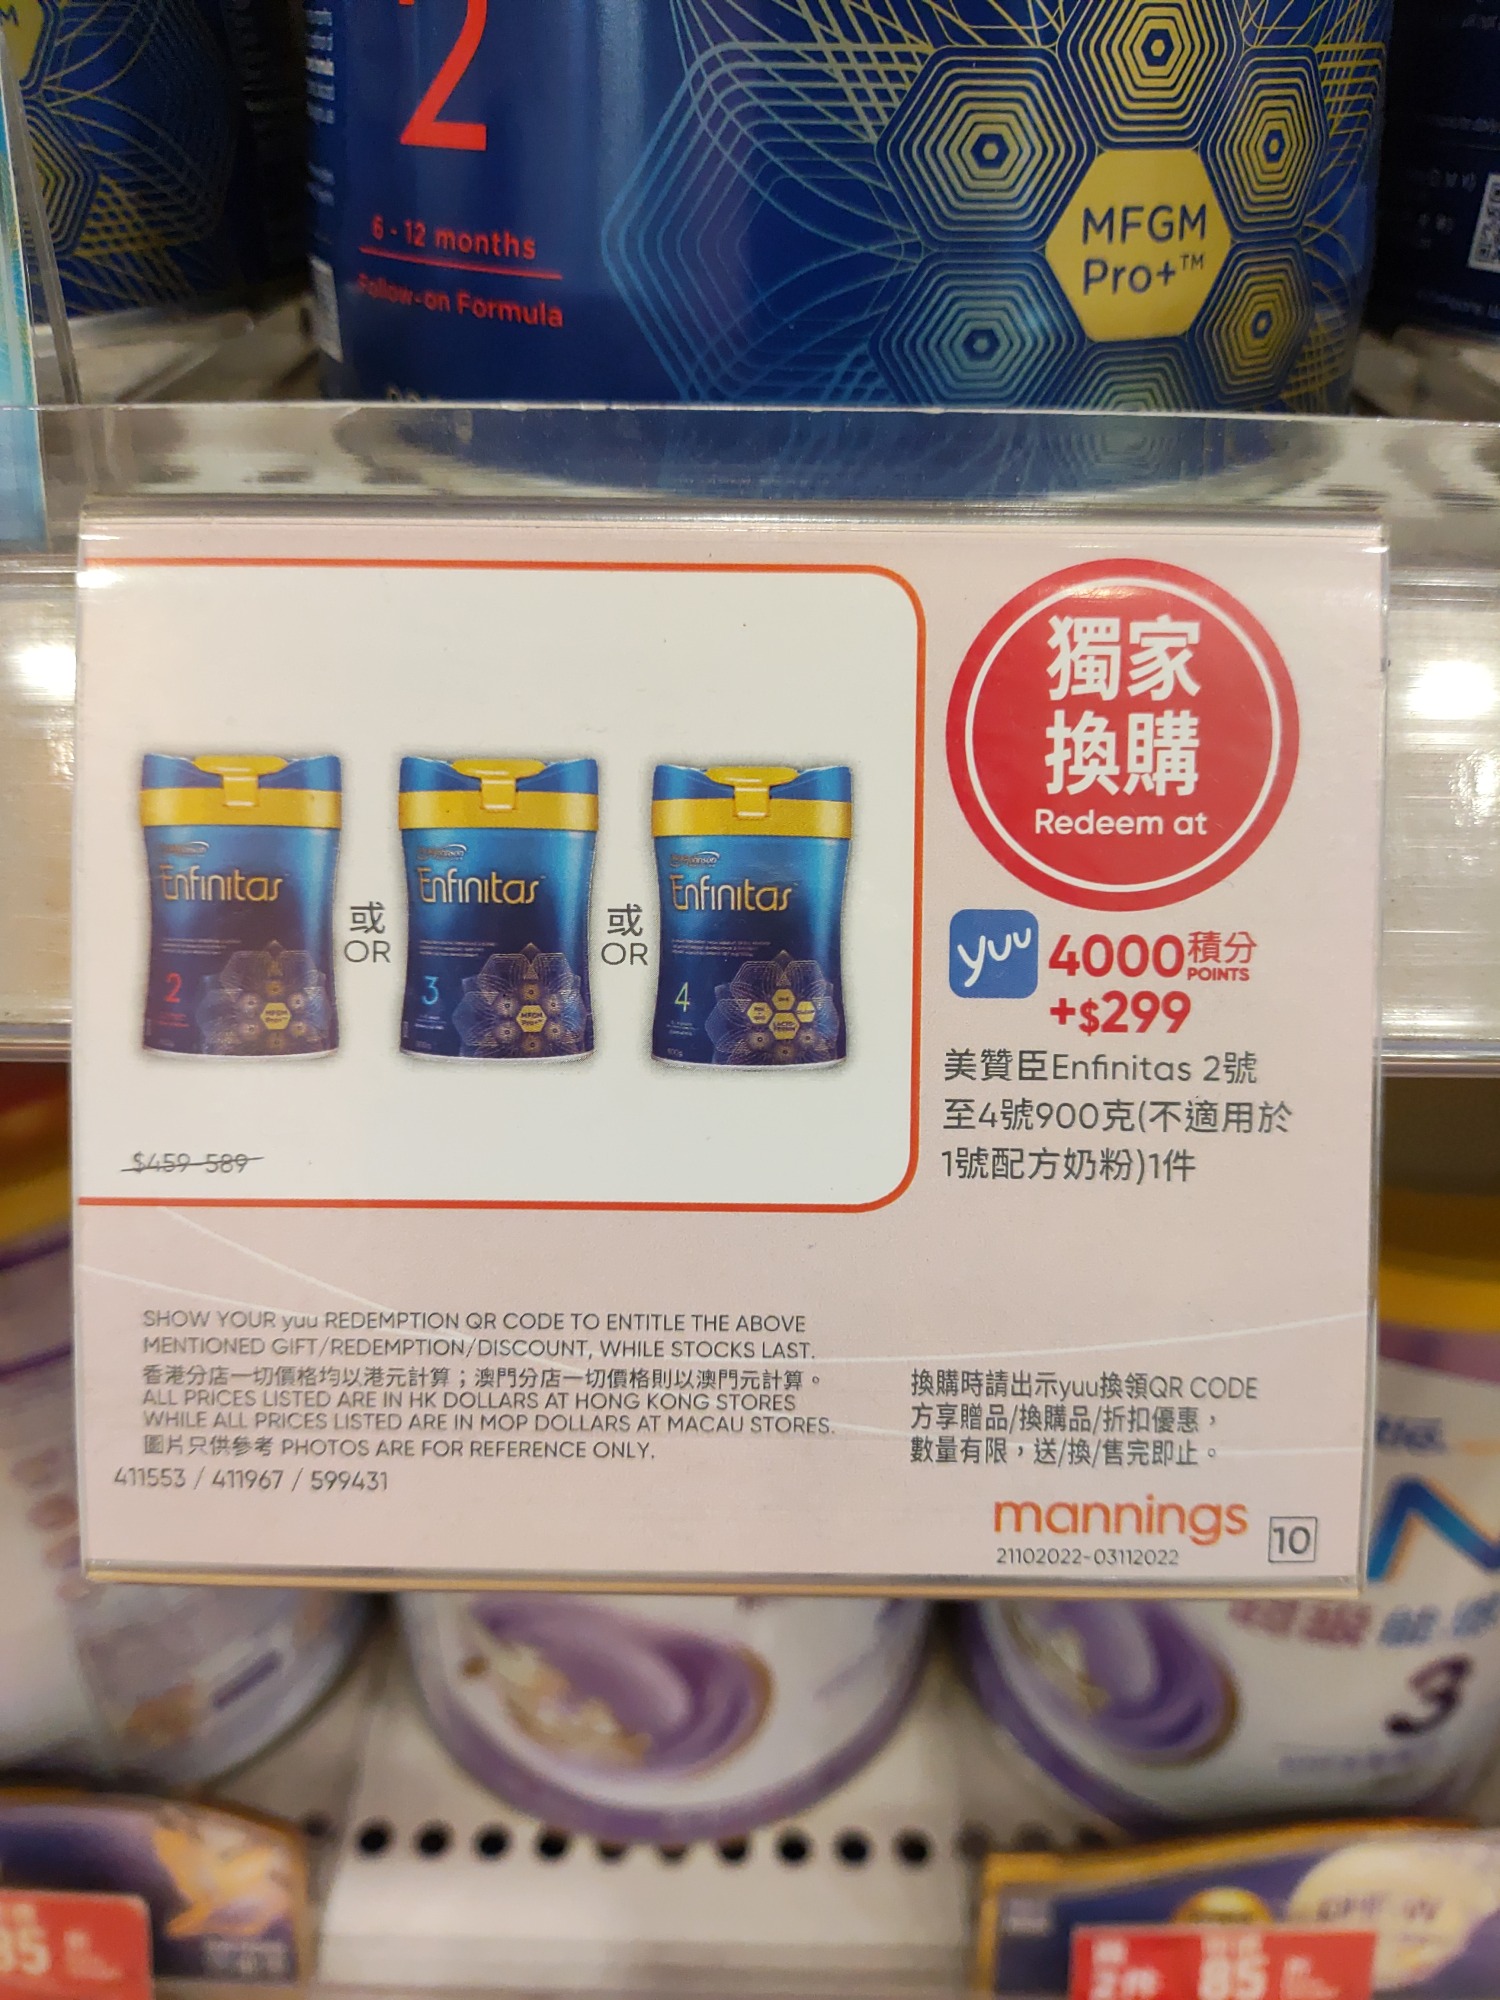 2
6 - 12 months
Follow-on Formula
MFGM
Pro+™
獨家
換購
Redeem at
yuu 4000積分
POINTS
+$299
美贊臣Enfinitas 2號
至4號900克(不適用於
1號配方奶粉)1件
Enfinitas
2
MFGM
或
OR
Enfinitas
3
MFGM
Pro+
或
OR
Enfinitas
4
$459-589
SHOW YOUR yuu REDEMPTION QR CODE TO ENTITLE THE ABOVE
MENTIONED GIFT/REDEMPTION/DISCOUNT, WHILE STOCKS LAST.
香港分店一切價格均以港元計算；澳門分店一切價格則以澳門元計算。
ALL PRICES LISTED ARE IN HK DOLLARS AT HONG KONG STORES
WHILE ALL PRICES LISTED ARE IN MOP DOLLARS AT MACAU STORES.
圖片只供參考 PHOTOS ARE FOR REFERENCE ONLY.
411553 / 411967 / 599431
換購時請出示yuu換領QR CODE
方享贈品/換購品/折扣優惠，
數量有限，送/換/售完即止。
mannings
21102022-03112022
10
3
85
2件 85